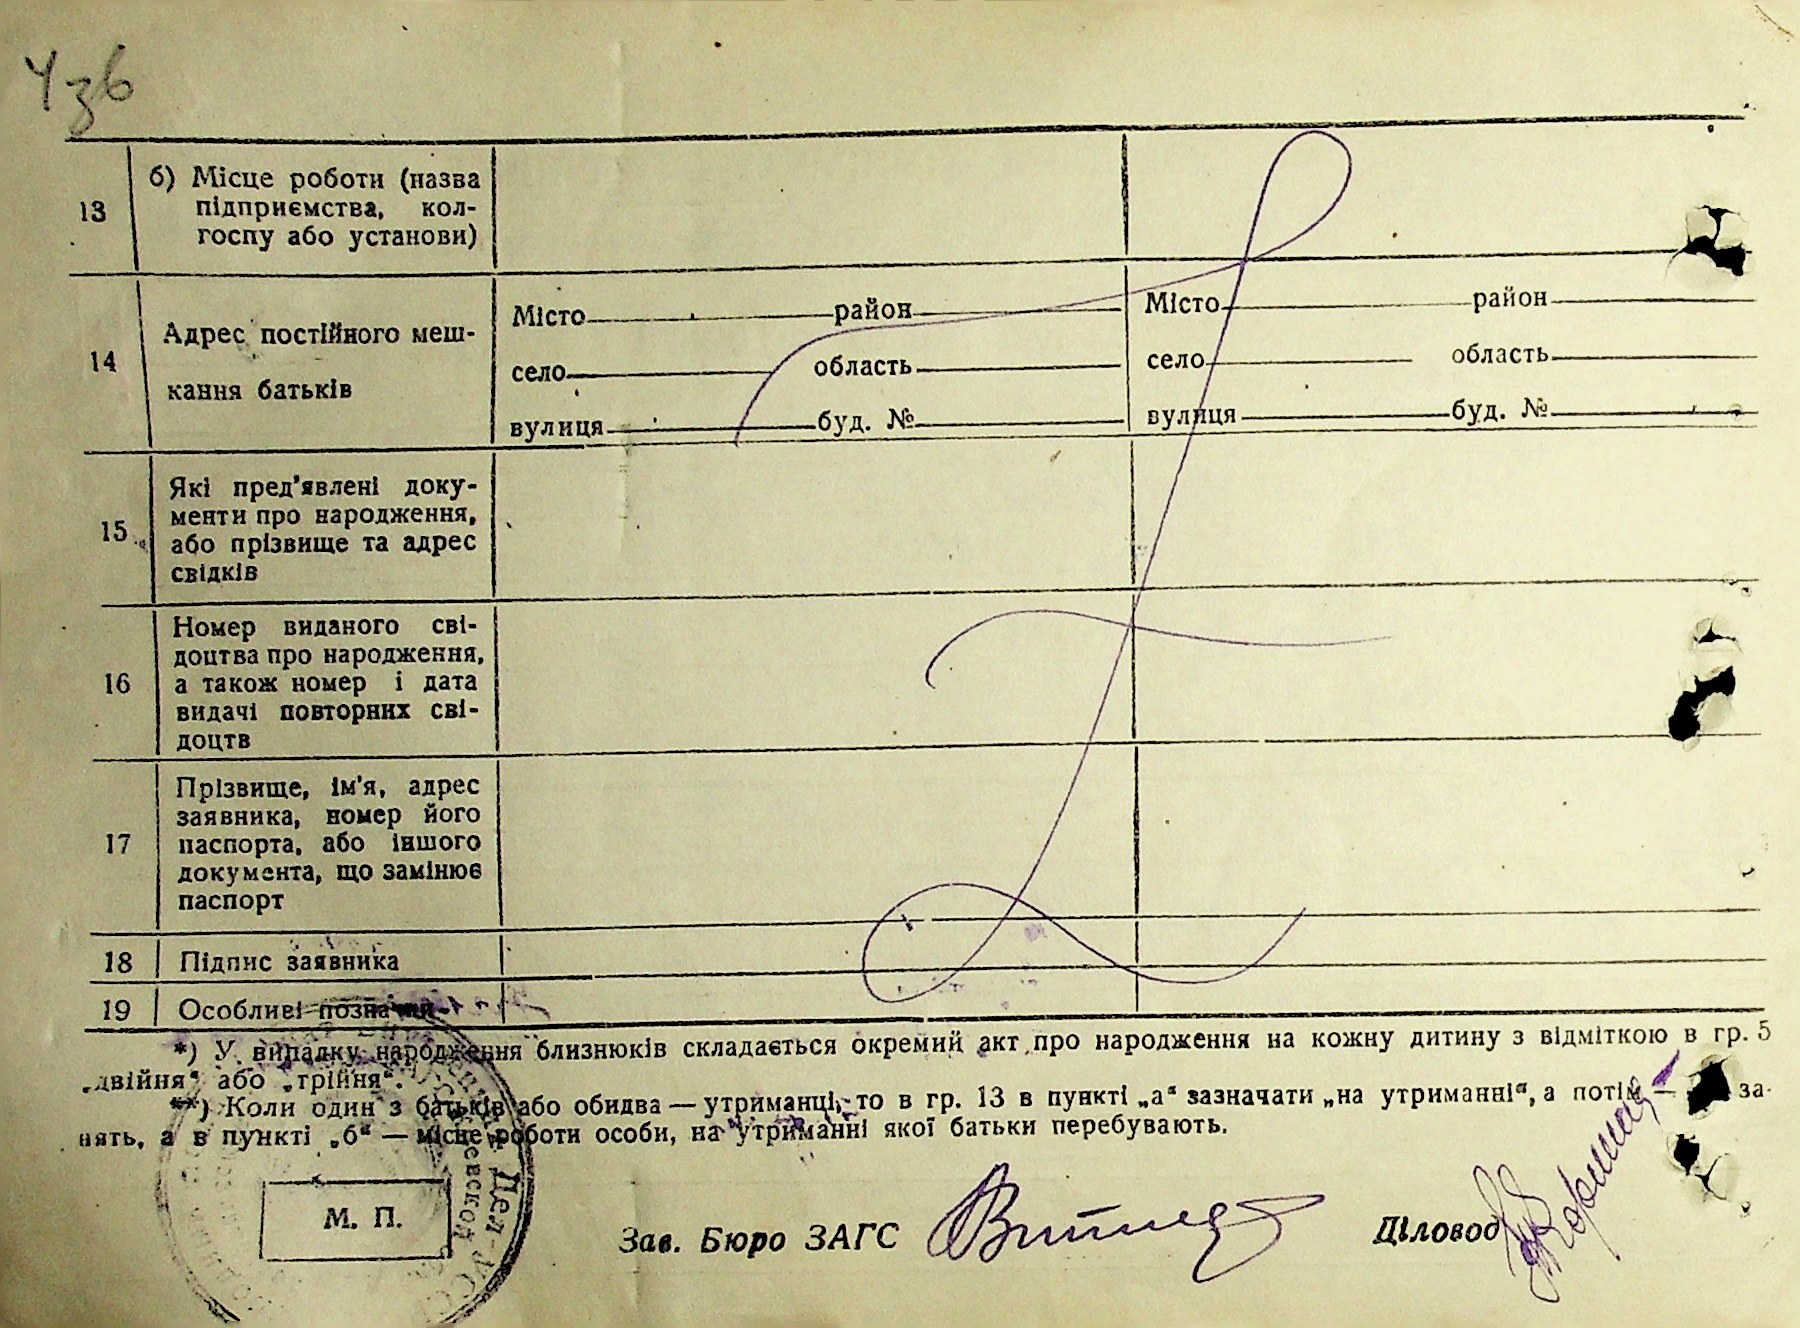 13 б) Місце роботи (назва
підприємства, кол-
госпу або установи)
14 Адрес постійного меш-
кання батьків
Місто район Місто район
село область село область
вулиця буд. № вулиця буд. №
15 Які пред'явлені доку-
менти про народження,
або прізвище та адрес
свідків
16 Номер виданого сві-
доцтва про народження,
а також номер і дата
видачі повторних сві-
доцтв
17 Прізвище, ім'я, адрес
заявника, номер його
паспорта, або іншого
документа, що замінює
паспорт
18 Підпис заявника
19 Особливі позначки
*) У випадку народження близнюків складається окремий акт про народження на кожну дитину з відміткою в гр. 5
„двійня“ або „трійня“.
**) Коли один з батьків або обидва — утриманці, то в гр. 13 в пункті „а“ зазначати „на утриманні“, а потім — за-
нять, а в пункті „б“ — місце роботи особи, на утриманні якої батьки перебувають.
М. П.
Зав. Бюро ЗАГС Діловод